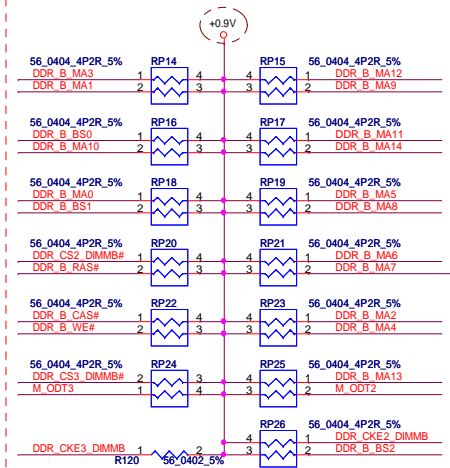 +0.9V
56_0404_4P2R_5% RP14 RP15 56_0404_4P2R_5%
DDR_B_MA3 1 4 4 1 DDR_B_MA12
DDR_B_MA1 2 3 3 2 DDR_B_MA9
56_0404_4P2R_5% RP16 RP17 56_0404_4P2R_5%
DDR_B_BS0 1 4 4 1 DDR_B_MA11
DDR_B_MA10 2 3 3 2 DDR_B_MA14
56_0404_4P2R_5% RP18 RP19 56_0404_4P2R_5%
DDR_B_MA0 1 4 4 1 DDR_B_MA5
DDR_B_BS1 2 3 3 2 DDR_B_MA8
56_0404_4P2R_5% RP20 RP21 56_0404_4P2R_5%
DDR_CS2_DIMMB# 1 4 4 1 DDR_B_MA6
DDR_B_RAS# 2 3 3 2 DDR_B_MA7
56_0404_4P2R_5% RP22 RP23 56_0404_4P2R_5%
DDR_B_CAS# 1 4 4 1 DDR_B_MA2
DDR_B_WE# 2 3 3 2 DDR_B_MA4
56_0404_4P2R_5% RP24 RP25 56_0404_4P2R_5%
DDR_CS3_DIMMB# 2 3 4 1 DDR_B_MA13
M_ODT3 1 4 3 2 M_ODT2
RP26 56_0404_4P2R_5%
4 1 DDR_CKE2_DIMMB
DDR_CKE3_DIMMB 1 2 3 2 DDR_B_BS2
R120 56_0402_5%